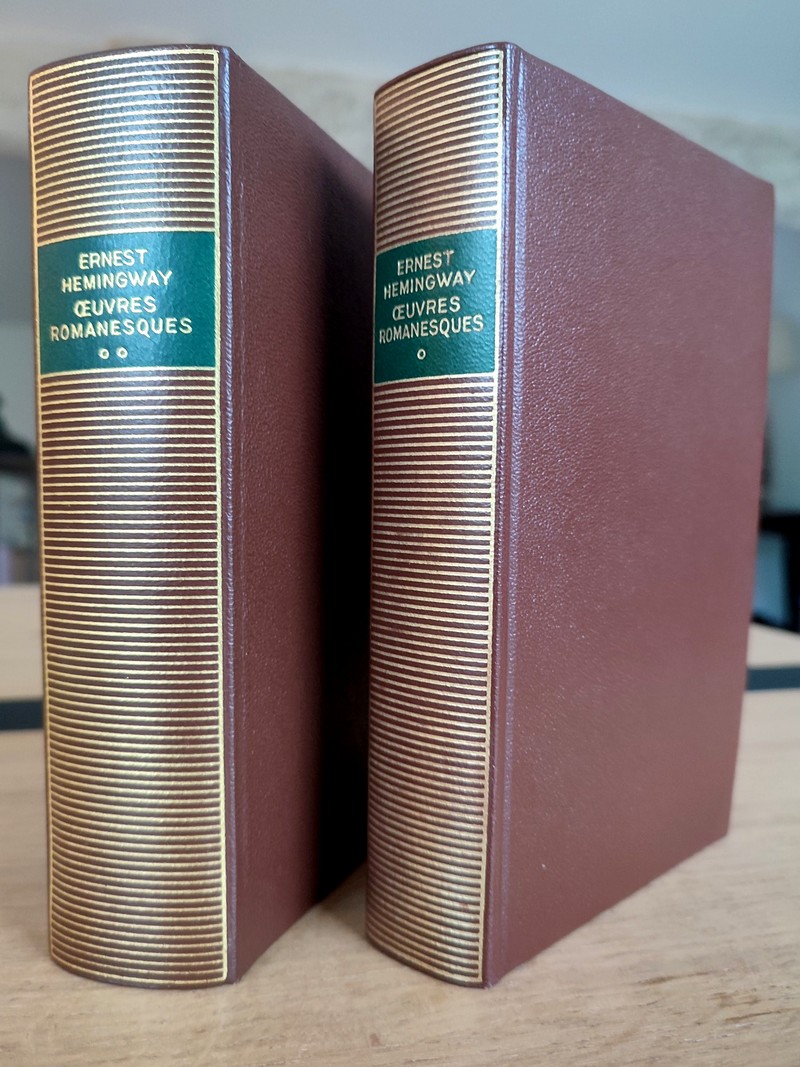 ERNEST
HEMINGWAY
ŒUVRES
ROMANESQUES
ERNEST
HEMINGWAY
ŒUVRES
ROMANESQUES